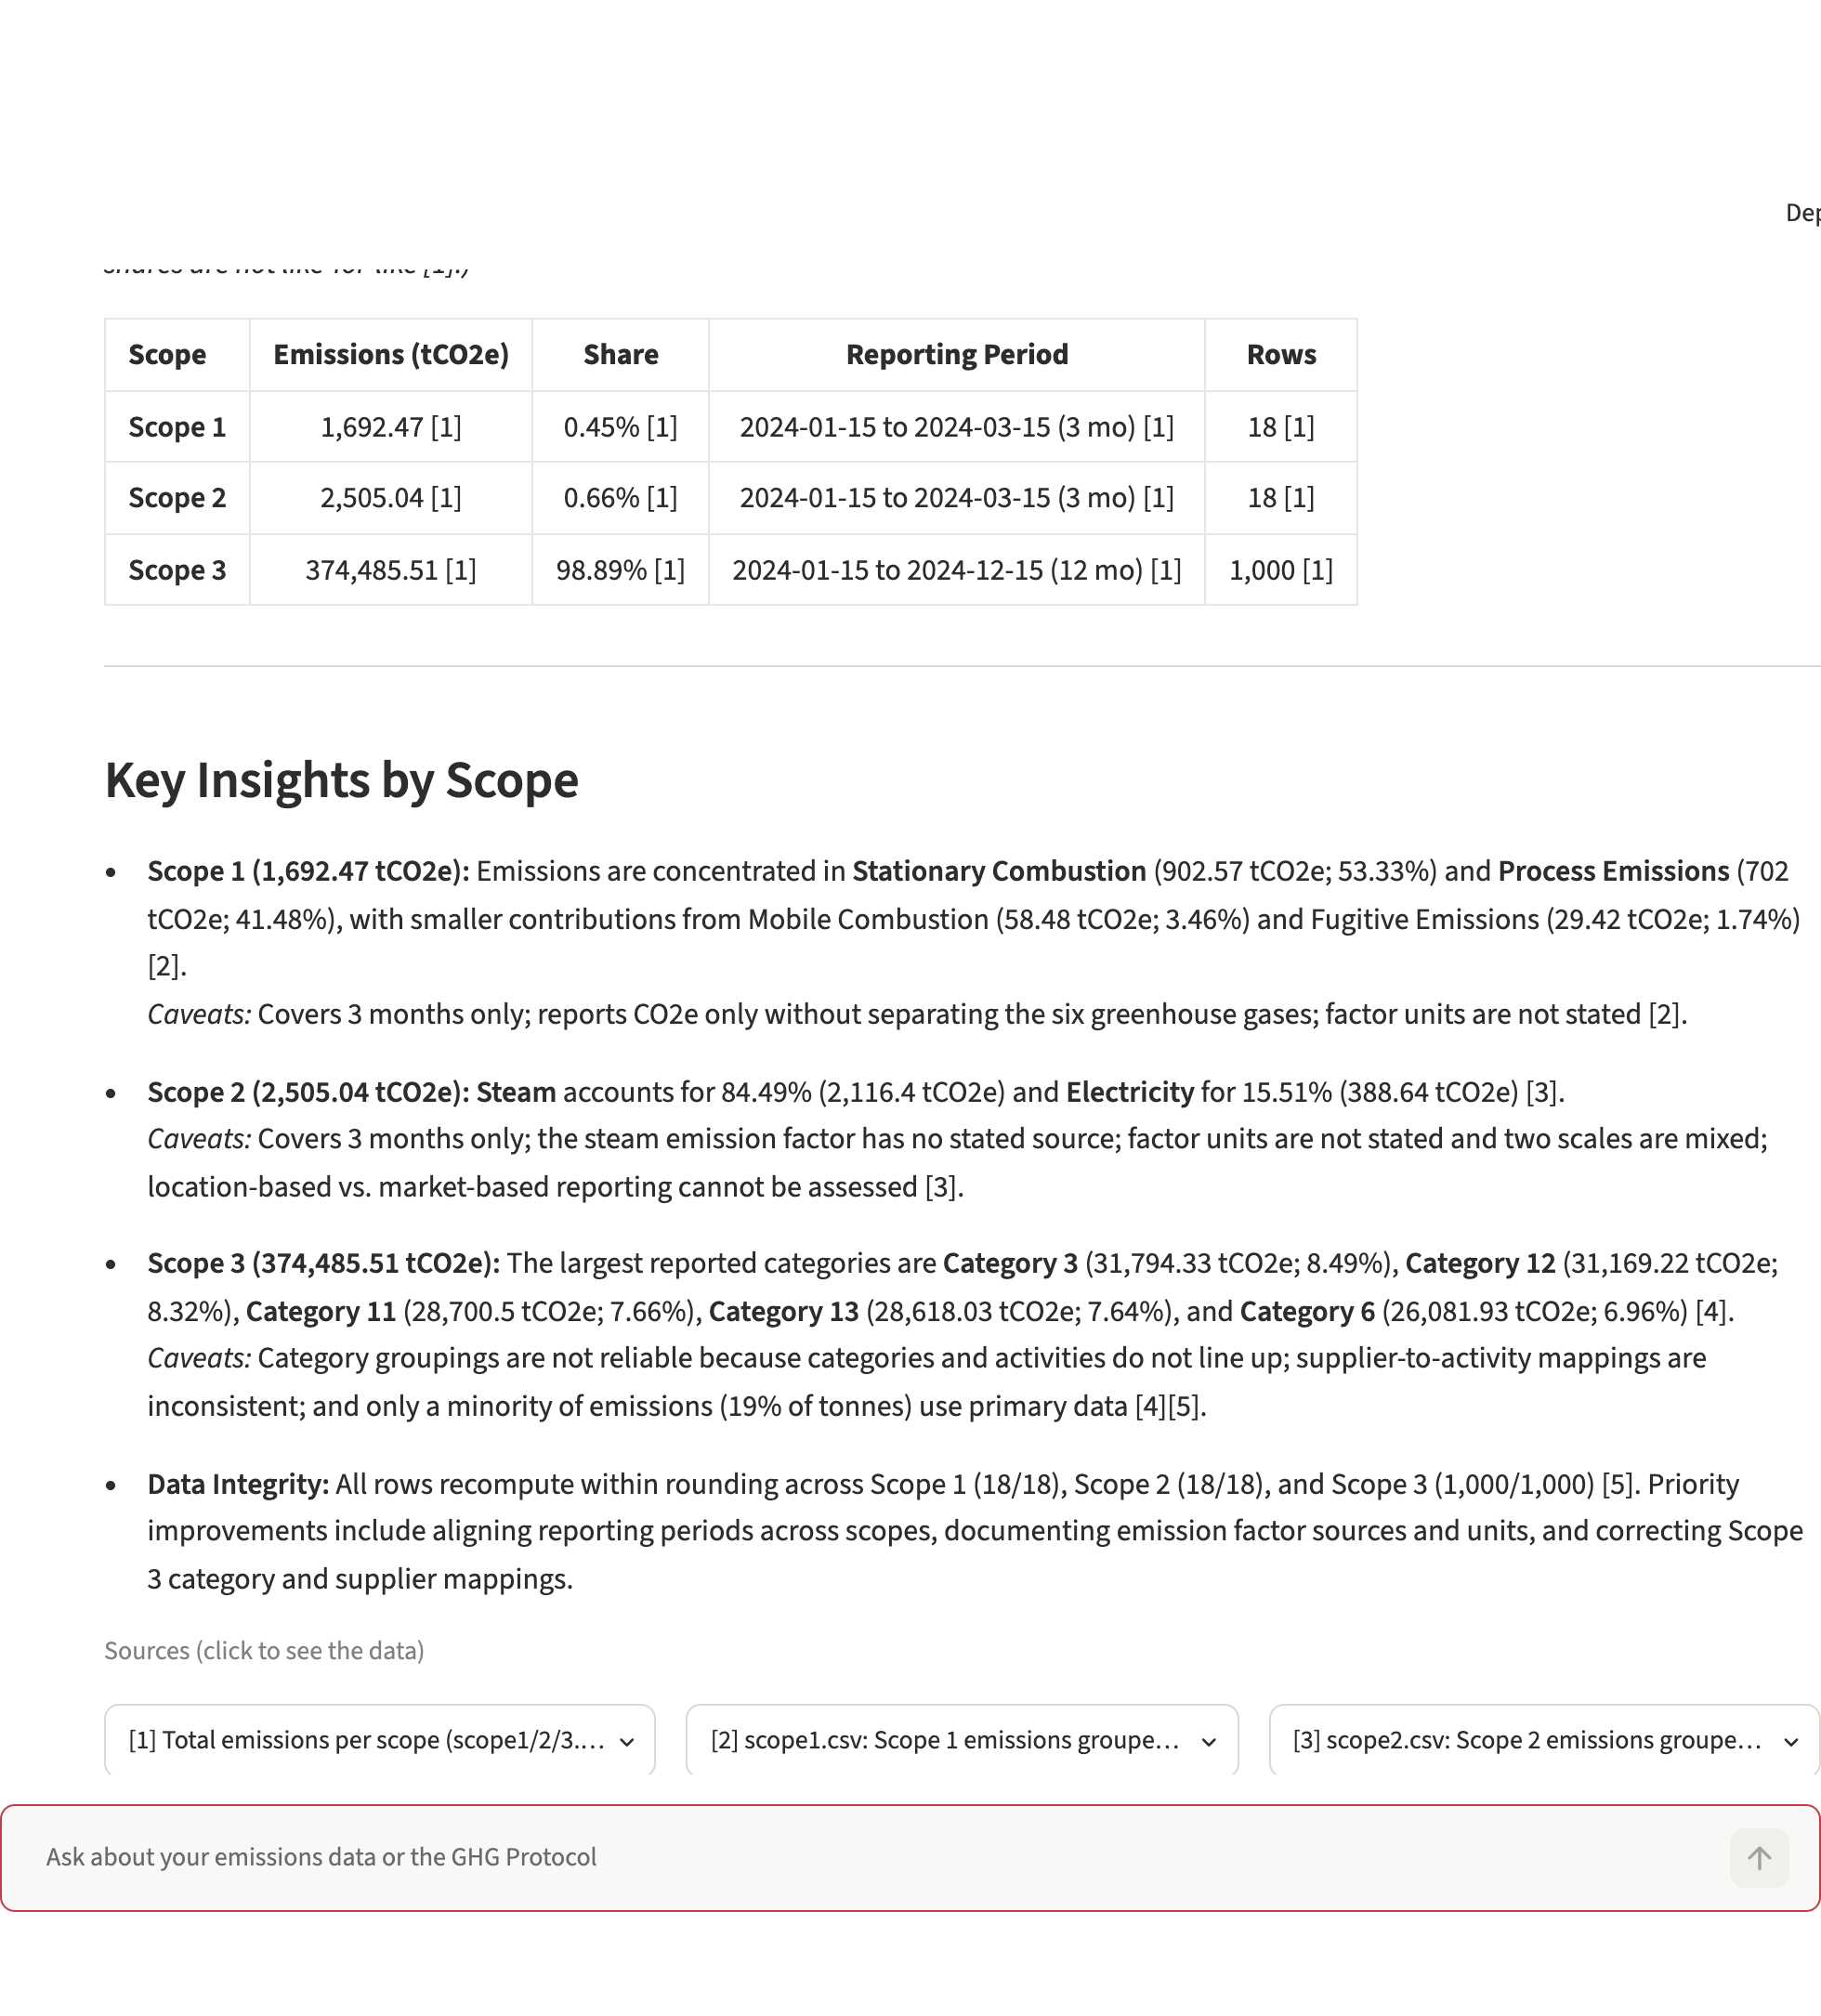 Dep
shares are not like-for-like [1].)
Scope Emissions (tCO2e) Share Reporting Period Rows
Scope 1 1,692.47 [1] 0.45% [1] 2024-01-15 to 2024-03-15 (3 mo) [1] 18 [1]
Scope 2 2,505.04 [1] 0.66% [1] 2024-01-15 to 2024-03-15 (3 mo) [1] 18 [1]
Scope 3 374,485.51 [1] 98.89% [1] 2024-01-15 to 2024-12-15 (12 mo) [1] 1,000 [1]
Key Insights by Scope
• Scope 1 (1,692.47 tCO2e): Emissions are concentrated in Stationary Combustion (902.57 tCO2e; 53.33%) and Process Emissions (702
tCO2e; 41.48%), with smaller contributions from Mobile Combustion (58.48 tCO2e; 3.46%) and Fugitive Emissions (29.42 tCO2e; 1.74%)
[2].
Caveats: Covers 3 months only; reports CO2e only without separating the six greenhouse gases; factor units are not stated [2].
• Scope 2 (2,505.04 tCO2e): Steam accounts for 84.49% (2,116.4 tCO2e) and Electricity for 15.51% (388.64 tCO2e) [3].
Caveats: Covers 3 months only; the steam emission factor has no stated source; factor units are not stated and two scales are mixed;
location-based vs. market-based reporting cannot be assessed [3].
• Scope 3 (374,485.51 tCO2e): The largest reported categories are Category 3 (31,794.33 tCO2e; 8.49%), Category 12 (31,169.22 tCO2e;
8.32%), Category 11 (28,700.5 tCO2e; 7.66%), Category 13 (28,618.03 tCO2e; 7.64%), and Category 6 (26,081.93 tCO2e; 6.96%) [4].
Caveats: Category groupings are not reliable because categories and activities do not line up; supplier-to-activity mappings are
inconsistent; and only a minority of emissions (19% of tonnes) use primary data [4][5].
• Data Integrity: All rows recompute within rounding across Scope 1 (18/18), Scope 2 (18/18), and Scope 3 (1,000/1,000) [5]. Priority
improvements include aligning reporting periods across scopes, documenting emission factor sources and units, and correcting Scope
3 category and supplier mappings.
Sources (click to see the data)
[1] Total emissions per scope (scope1/2/3.…
[2] scope1.csv: Scope 1 emissions groupe…
[3] scope2.csv: Scope 2 emissions groupe…
Ask about your emissions data or the GHG Protocol